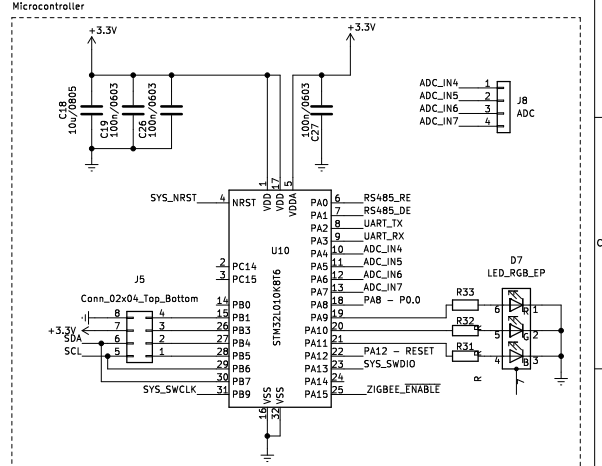 Microcontroller
+3.3V
+3.3V
C18
10u/0805
C19
100n/0603
C26
100n/0603
100n/0603
C27
ADC_IN4 1
ADC_IN5 2
ADC_IN6 3
ADC_IN7 4
J8
ADC
1 17 5
VDD VDD VDDA
SYS_NRST 4 NRST
2 PC14
3 PC15
14 PB0
15 PB1
26 PB3
27 PB4
28 PB5
29 PB6
30 PB7
SYS_SWCLK 31 PB9
U10
STM32L010K8T6
PA0 6 RS485_RE
PA1 7 RS485_DE
PA2 8 UART_TX
PA3 9 UART_RX
PA4 10 ADC_IN4
PA5 11 ADC_IN5
PA6 12 ADC_IN6
PA7 13 ADC_IN7
PA8 18 PA8 - P0.0
PA9 19
PA10 20
PA11 21
PA12 22 PA12 - RESET
PA13 23 SYS_SWDIO
PA14 24
PA15 25 ZIGBEE_ENABLE
VSS VSS
16 32
J5
Conn_02x04_Top_Bottom
8 4
+3.3V 7 3
SDA 6 2
SCL 5 1
D7
LED_RGB_EP
R33
R32
R31
R
R
R
6 R 1
5 G 2
4 B 3
7
C